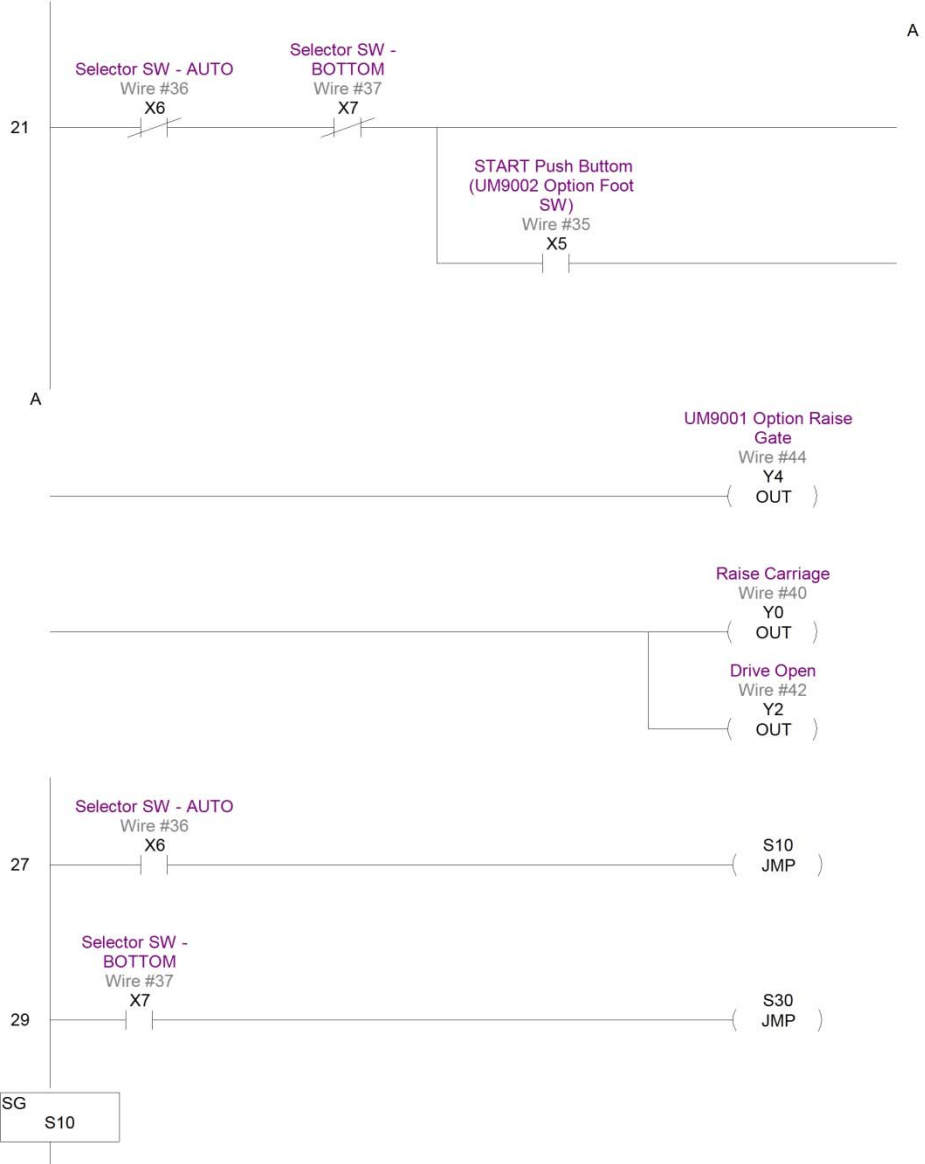 A
Selector SW - AUTO
Wire #36
X6
Selector SW -
BOTTOM
Wire #37
X7
21
START Push Buttom
(UM9002 Option Foot
SW)
Wire #35
X5
A
UM9001 Option Raise
Gate
Wire #44
Y4
OUT
Raise Carriage
Wire #40
Y0
OUT
Drive Open
Wire #42
Y2
OUT
Selector SW - AUTO
Wire #36
X6
27
S10
JMP
Selector SW -
BOTTOM
Wire #37
X7
29
S30
JMP
SG
S10